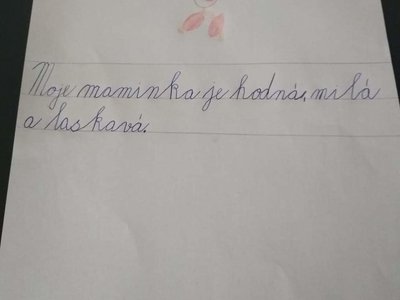 Moje maminka je hodná, milá
a laskavá.